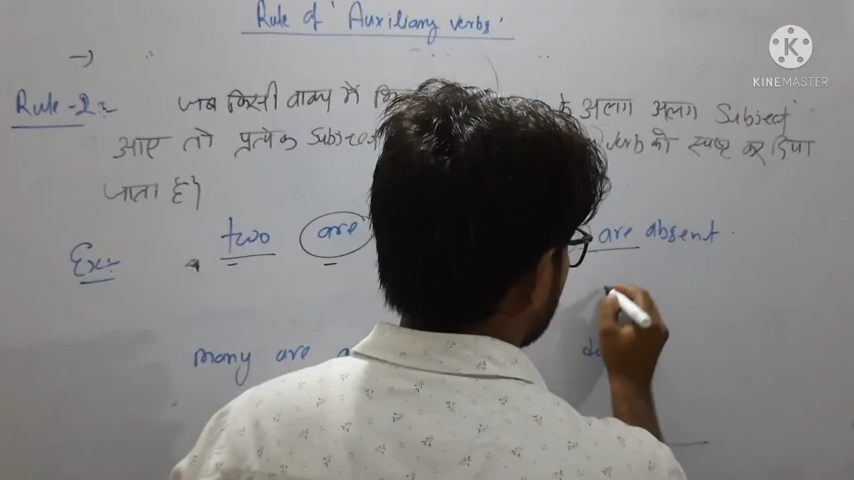 Rule of 'Auxiliary verbs'
K
KINEMASTER
Rule-2:- जब किसी वाक्य में के अलग अलग Subject
आए तो प्रत्येक Subject verb को स्पष्ट कर दिया
जाता है।
Ex:- two are are absent.
many are